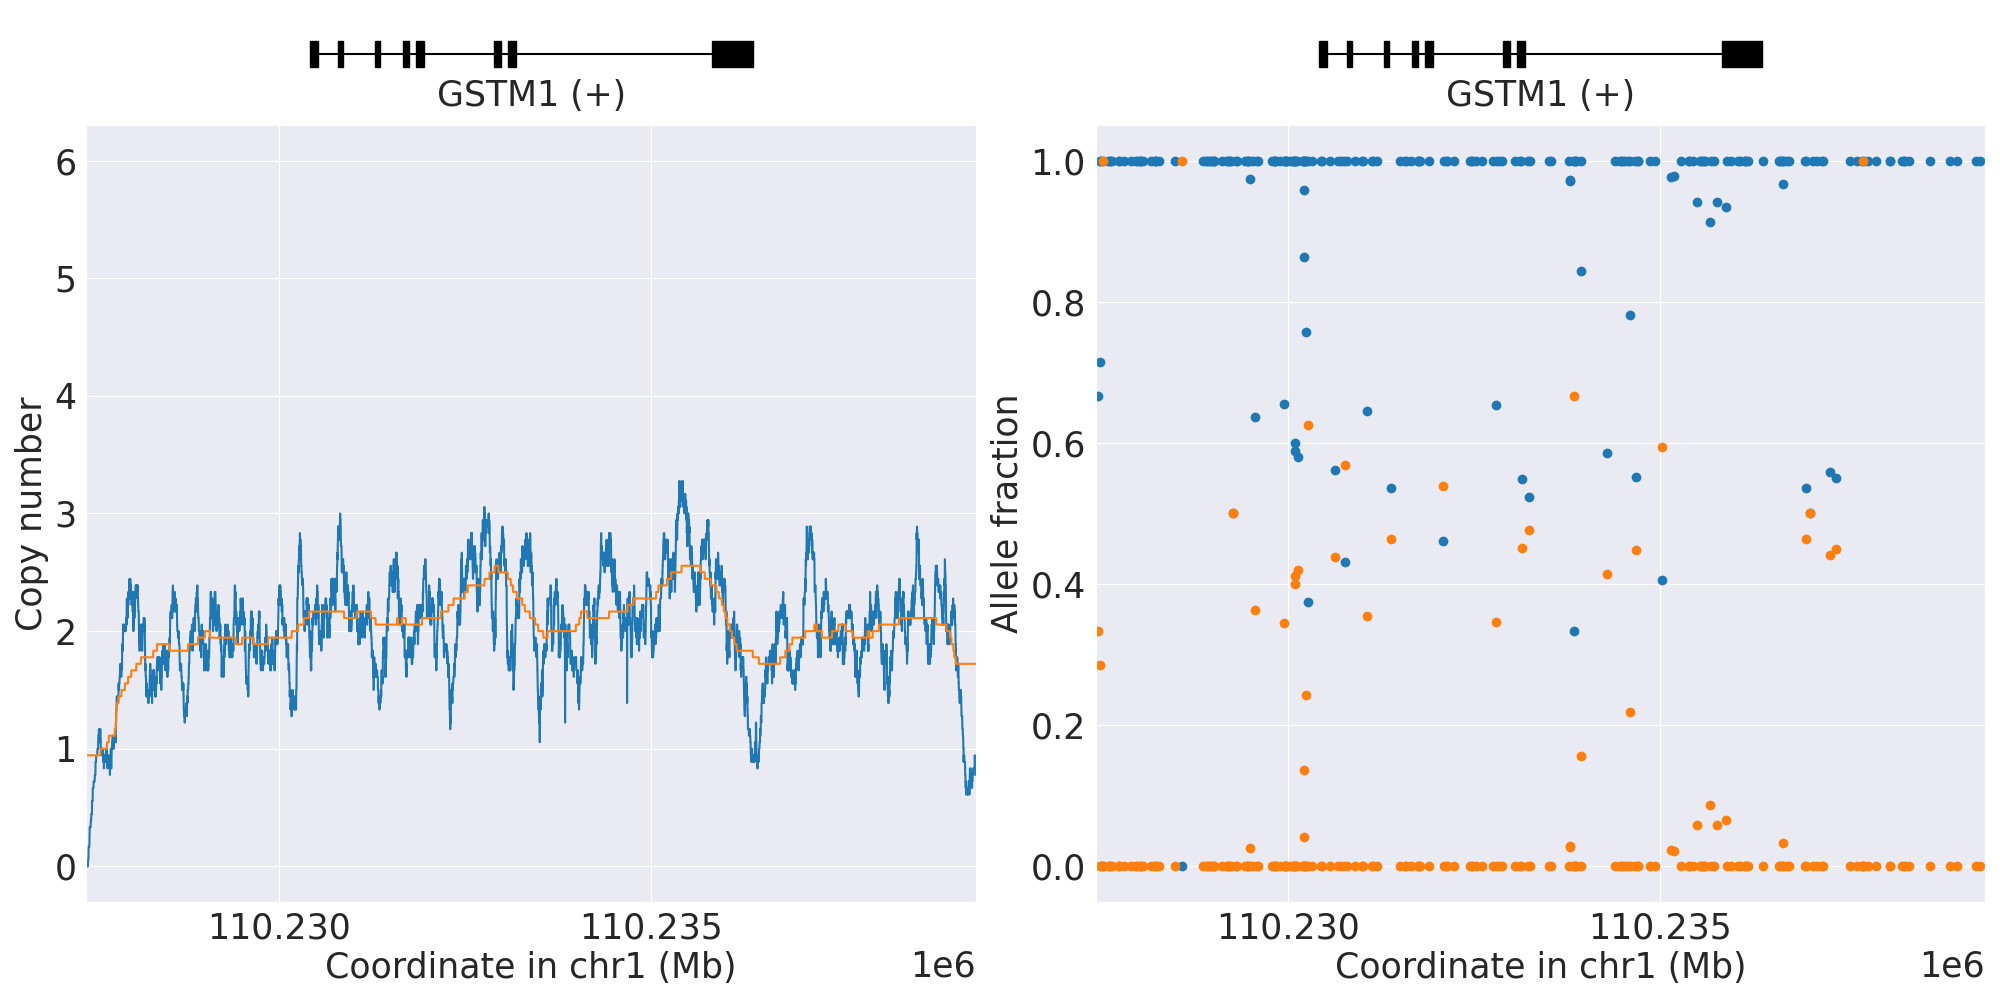 GSTM1 (+)
6
5
4
3
2
1
0
Copy number
110.230
110.235
Coordinate in chr1 (Mb)
1e6
GSTM1 (+)
1.0
0.8
0.6
0.4
0.2
0.0
Allele fraction
110.230
110.235
Coordinate in chr1 (Mb)
1e6